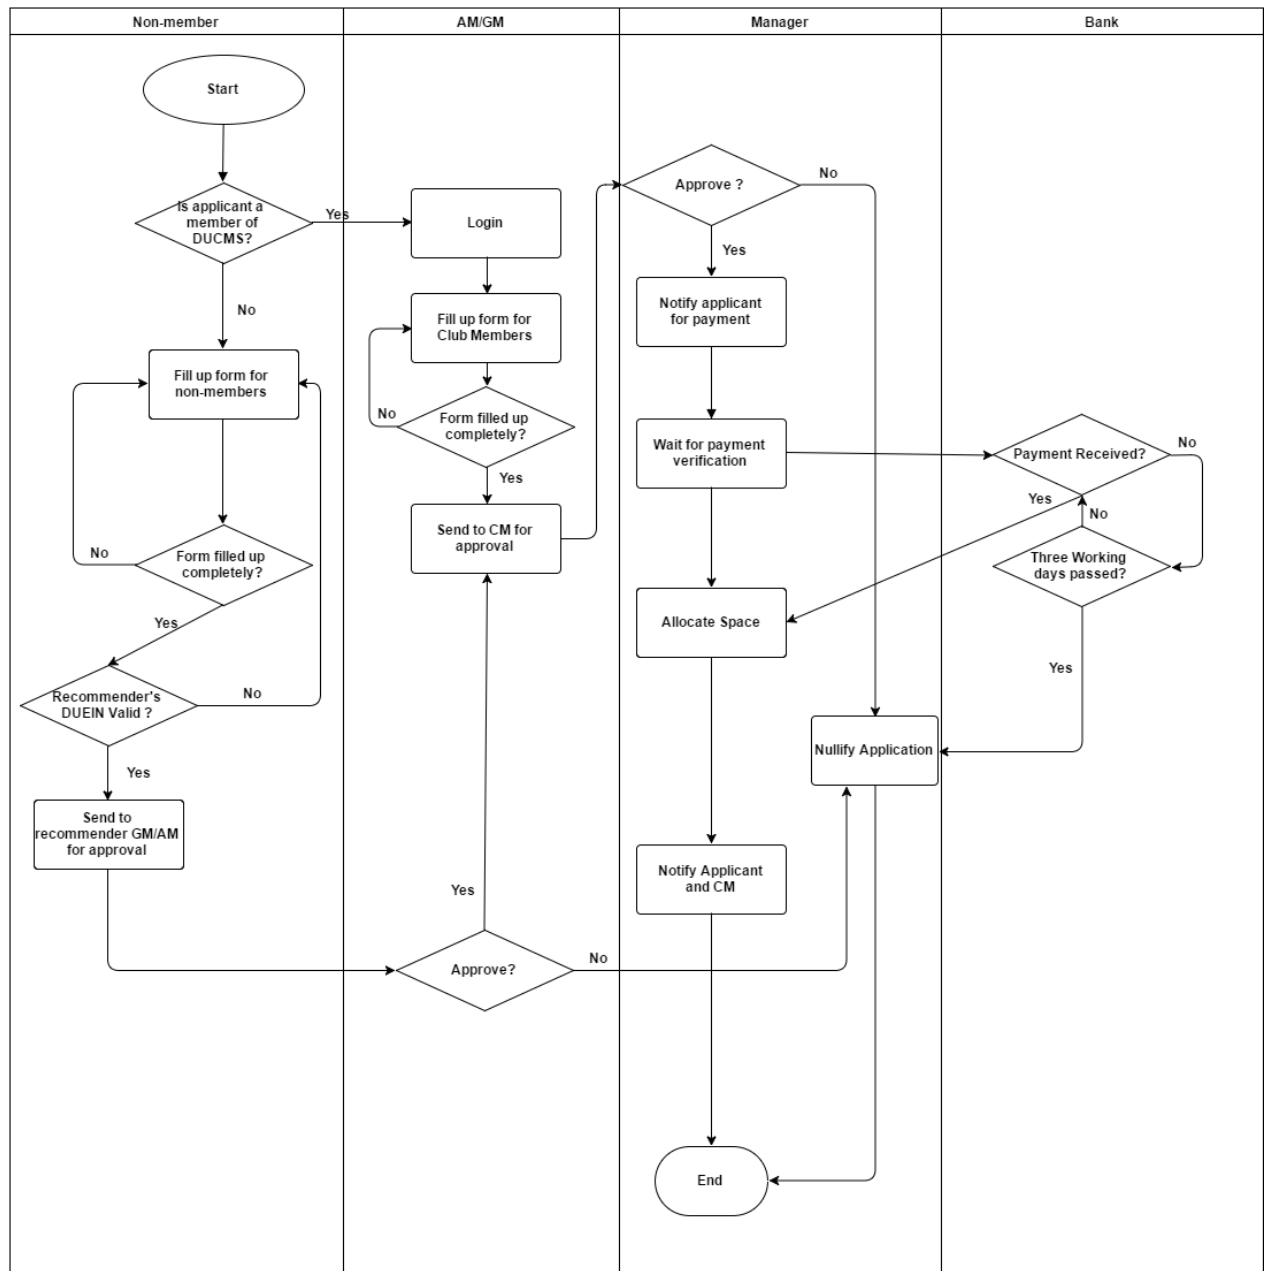 Non-member
AM/GM
Manager
Bank
Start
Is applicant a
member of
DUCMS?
Yes
No
Fill up form for
non-members
Form filled up
completely?
No
Yes
Recommender's
DUEIN Valid ?
No
Yes
Send to
recommender GM/AM
for approval
Login
Fill up form for
Club Members
Form filled up
completely?
No
Yes
Send to CM for
approval
Yes
Approve?
No
Approve ?
No
Yes
Notify applicant
for payment
Wait for payment
verification
Allocate Space
Nullify Application
Notify Applicant
and CM
End
Payment Received?
No
Yes
No
Three Working
days passed?
Yes